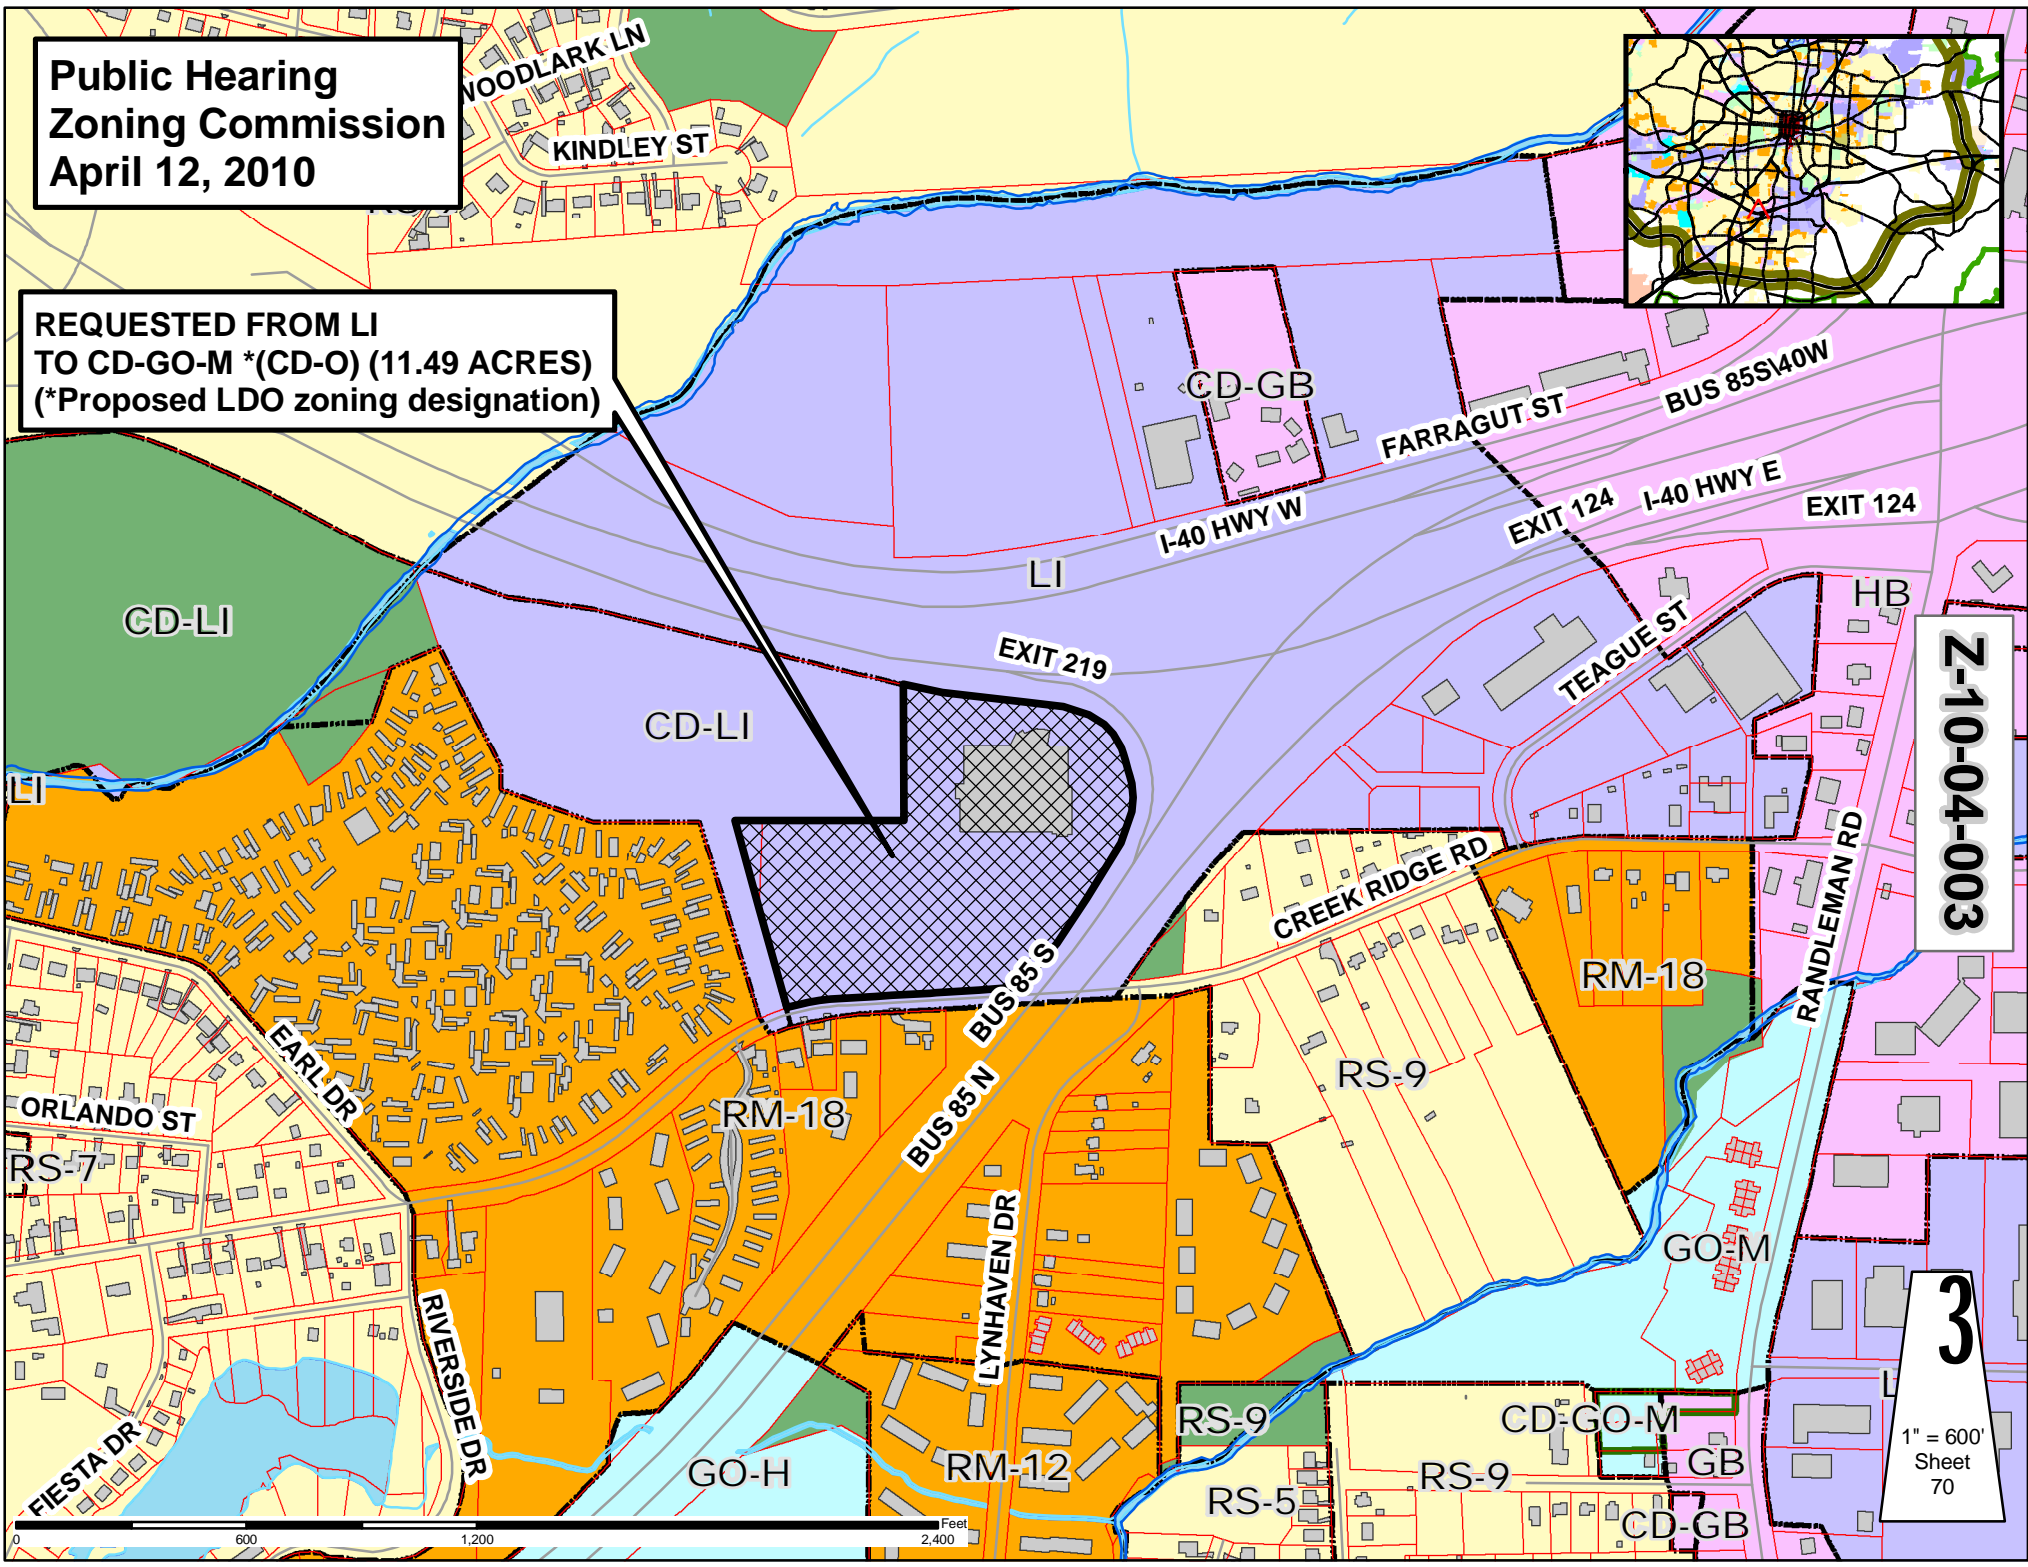 Public Hearing
Zoning Commission
April 12, 2010
WOODLARK LN
KINDLEY ST
REQUESTED FROM LI
TO CD-GO-M *(CD-O) (11.49 ACRES)
(*Proposed LDO zoning designation)
CD-GB
FARRAGUT ST
BUS 85S\40W
I-40 HWY W
EXIT 124
I-40 HWY E
EXIT 124
LI
CD-LI
HB
TEAGUE ST
EXIT 219
CD-LI
LI
Z-10-04-003
CREEK RIDGE RD
RANDLEMAN RD
RM-18
BUS 85 S
EARL DR
RS-9
ORLANDO ST
RM-18
BUS 85 N
RS-7
LYNHAVEN DR
GO-M
RIVERSIDE DR
3
1" = 600'
Sheet
70
RS-9
CD-GO-M
FIESTA DR
GO-H
RM-12
RS-9
GB
RS-5
CD-GB
0 600 1,200 2,400 Feet